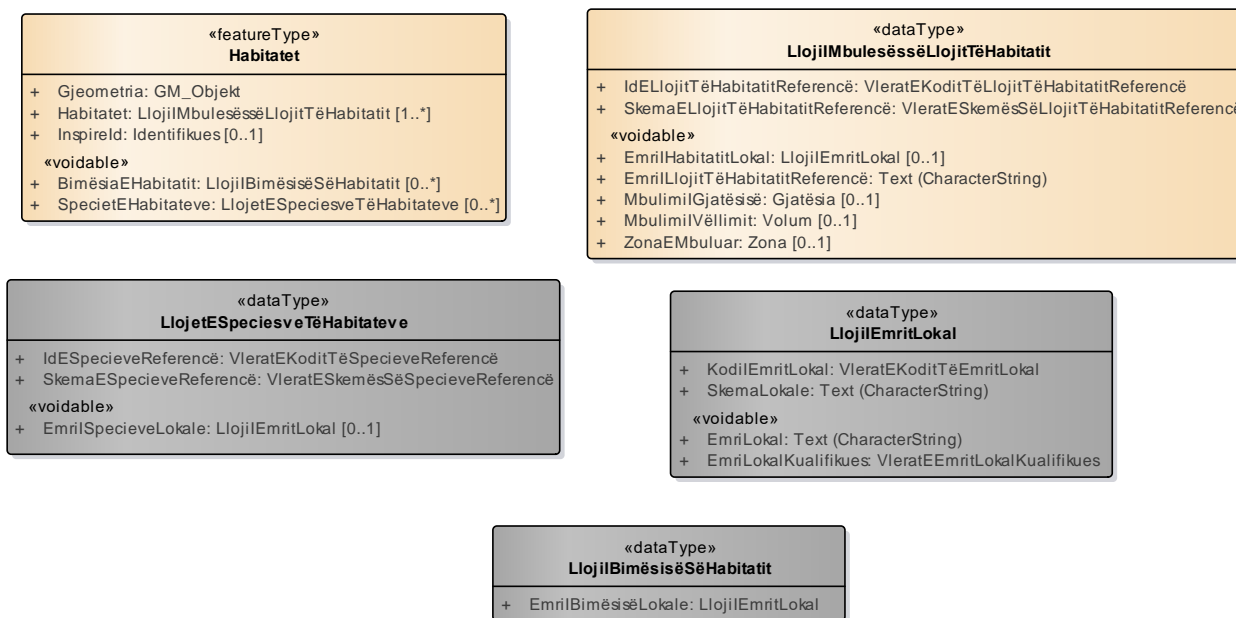 «featureType»
Habitatet
+ Gjeometria: GM_Objekt
+ Habitatet: LlojiIMbulesëssëLlojitTëHabitatit [1..*]
+ InspireId: Identifikues [0..1]
«voidable»
+ BimësiaEHabitatit: LlojiIBimësisëSëHabitatit [0..*]
+ SpecietEHabitateve: LlojetESpeciesveTëHabitateve [0..*]
«dataType»
LlojiIMbulesëssëLlojitTëHabitatit
+ IdELlojitTëHabitatitReferencë: VleratEKoditTëLlojitTëHabitatitReferencë
+ SkemaELlojitTëHabitatitReferencë: VleratESkemësSëLlojitTëHabitatitReferencë
«voidable»
+ EmriIHabitatitLokal: LlojiIEmritLokal [0..1]
+ EmriILlojitTëHabitatitReferencë: Text (CharacterString)
+ MbulimiIGjatësisë: Gjatësia [0..1]
+ MbulimiIVëllimit: Volum [0..1]
+ ZonaEMbuluar: Zona [0..1]
«dataType»
LlojetESpeciesveTëHabitateve
+ IdESpecieveReferencë: VleratEKoditTëSpecieveReferencë
+ SkemaESpecieveReferencë: VleratESkemësSëSpecieveReferencë
«voidable»
+ EmriISpecieveLokale: LlojiIEmritLokal [0..1]
«dataType»
LlojiIEmritLokal
+ KodiIEmritLokal: VleratEKoditTëEmritLokal
+ SkemaLokale: Text (CharacterString)
«voidable»
+ EmriLokal: Text (CharacterString)
+ EmriLokalKualifikues: VleratEEmritLokalKualifikues
«dataType»
LlojiIBimësisëSëHabitatit
+ EmriIBimësisëLokale: LlojiIEmritLokal